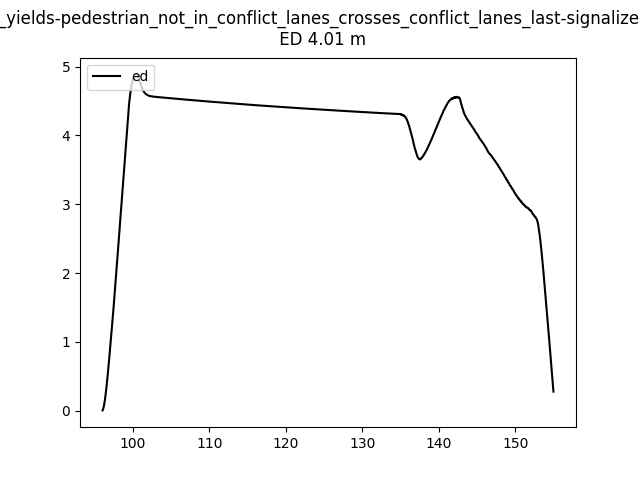 _yields-pedestrian_not_in_conflict_lanes_crosses_conflict_lanes_last-signalize
ED 4.01 m
ed
5
4
3
2
1
0
100 110 120 130 140 150